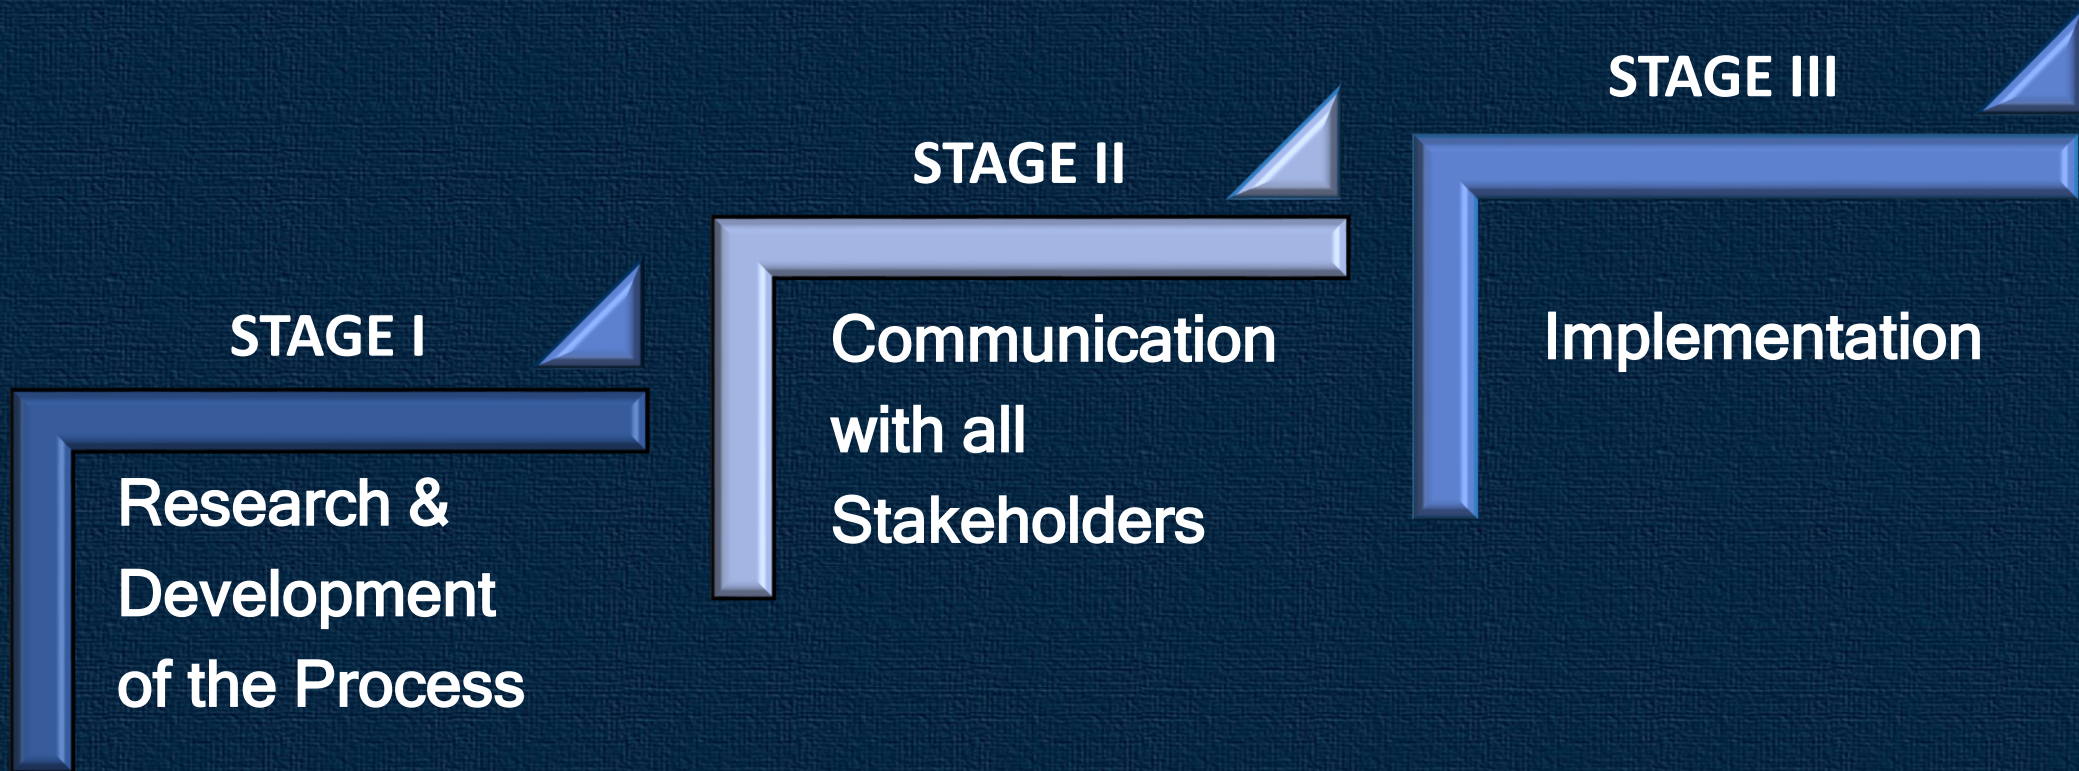 STAGE I
Research &
Development
of the Process
STAGE II
Communication
with all
Stakeholders
STAGE III
Implementation